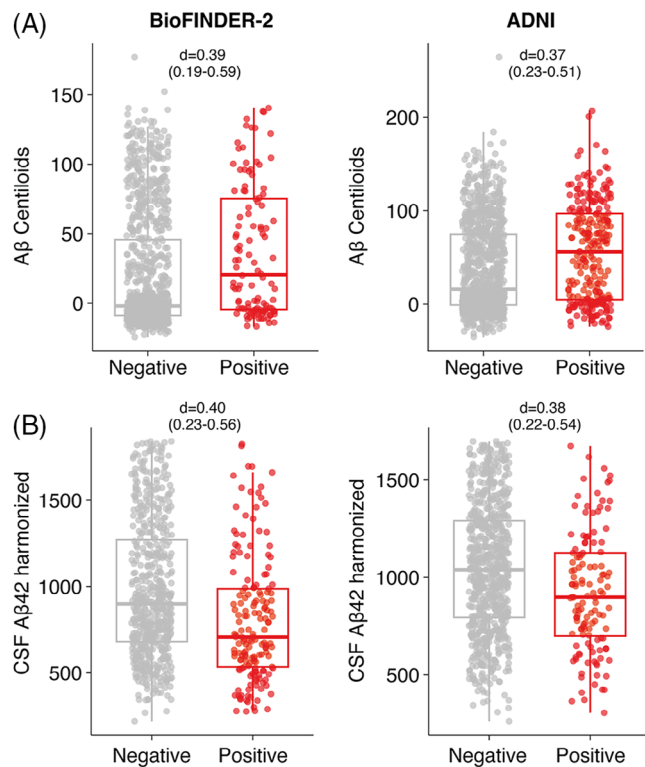 (A)
BioFINDER-2
ADNI
d=0.39
(0.19-0.59)
d=0.37
(0.23-0.51)
Aβ Centiloids
150
100
50
0
Negative
Positive
Aβ Centiloids
200
100
0
Negative
Positive
(B)
d=0.40
(0.23-0.56)
d=0.38
(0.22-0.54)
CSF Aβ42 harmonized
1500
1000
500
Negative
Positive
CSF Aβ42 harmonized
1500
1000
500
Negative
Positive